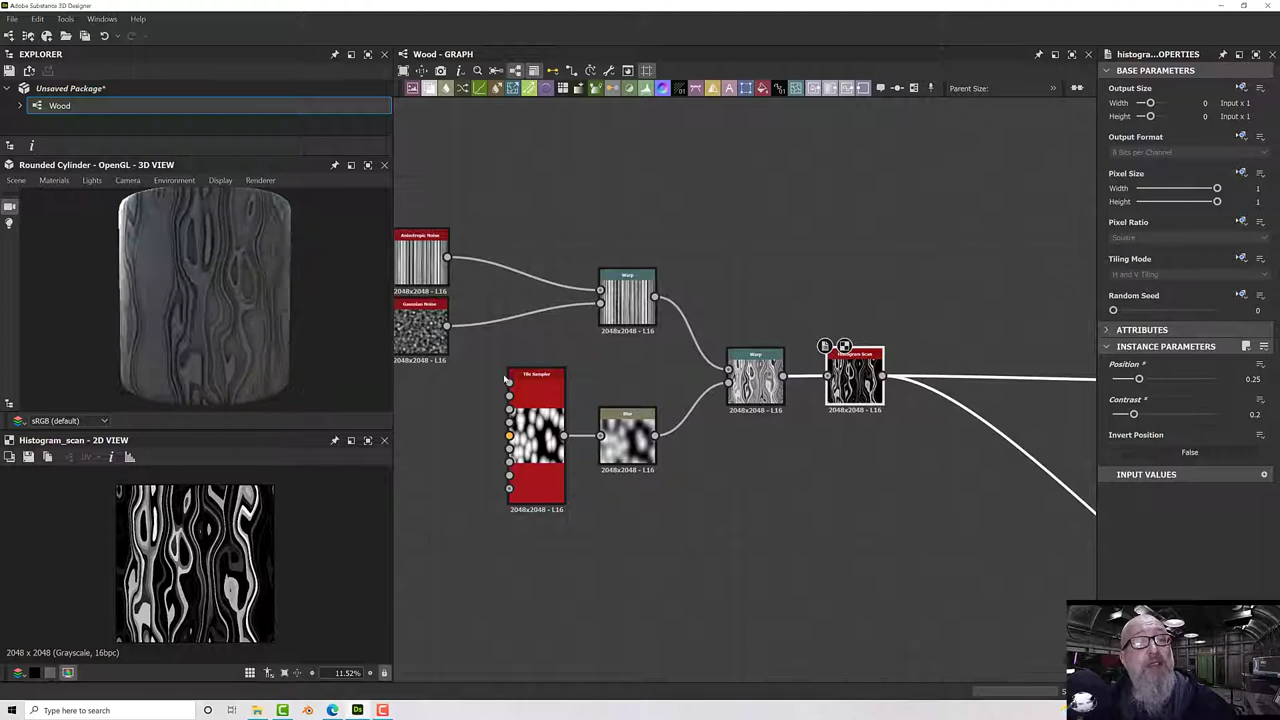 Adobe Substance 3D Designer
File Edit Tools Windows Help
EXPLORER
Unsaved Package*
Wood
Rounded Cylinder - OpenGL - 3D VIEW
Scene Materials Lights Camera Environment Display Renderer
sRGB (default)
Histogram_scan - 2D VIEW
UV
2048 x 2048 (Grayscale, 16bpc)
11.52%
Wood - GRAPH
Parent Size:
Anisotropic Noise
2048x2048 - L16
Gaussian Noise
2048x2048 - L16
Warp
2048x2048 - L16
Tile Sampler
2048x2048 - L16
Blur
2048x2048 - L16
Warp
2048x2048 - L16
Histogram Scan
2048x2048 - L16
histogra...OPERTIES
BASE PARAMETERS
Output Size
Width 0 Input x 1
Height 0 Input x 1
Output Format
8 Bits per Channel
Pixel Size
Width 1
Height 1
Pixel Ratio
Square
Tiling Mode
H and V Tiling
Random Seed
0
ATTRIBUTES
INSTANCE PARAMETERS
Position *
0.25
Contrast *
0.2
Invert Position
False
INPUT VALUES
Type here to search